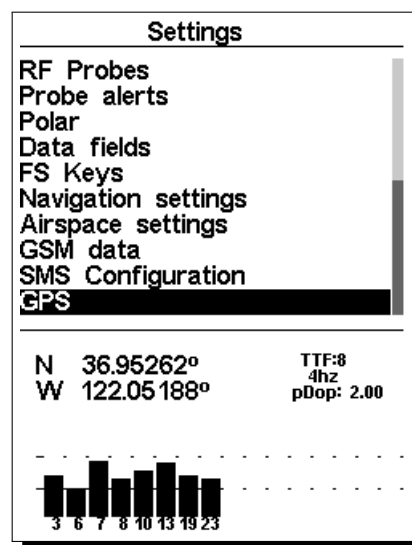 Settings
RF Probes
Probe alerts
Polar
Data fields
FS Keys
Navigation settings
Airspace settings
GSM data
SMS Configuration
GPS
N 36.95262º
W 122.05188º
TTF:8
4hz
pDop: 2.00
3 6 7 8 10 13 19 23